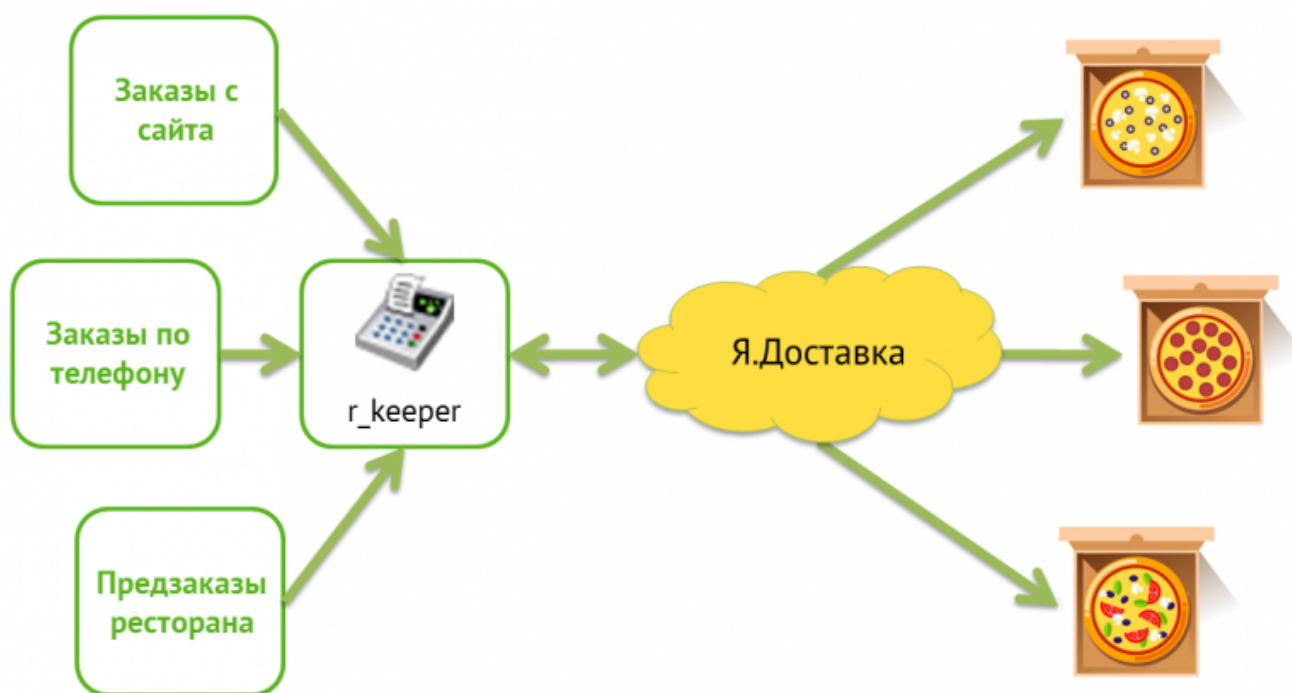 Заказы с
сайта
Заказы по
телефону
r_keeper
Я.Доставка
Предзаказы
ресторана